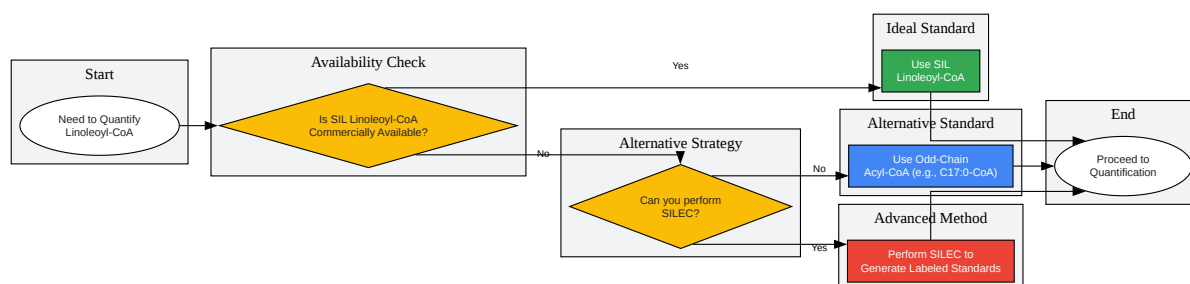 Start
Need to Quantify
Linoleoyl-CoA
Availability Check
Is SIL Linoleoyl-CoA
Commercially Available?
Yes
No
Ideal Standard
Use SIL
Linoleoyl-CoA
Alternative Strategy
Can you perform
SILEC?
No
Yes
Alternative Standard
Use Odd-Chain
Acyl-CoA (e.g., C17:0-CoA)
Advanced Method
Perform SILEC to
Generate Labeled Standards
End
Proceed to
Quantification